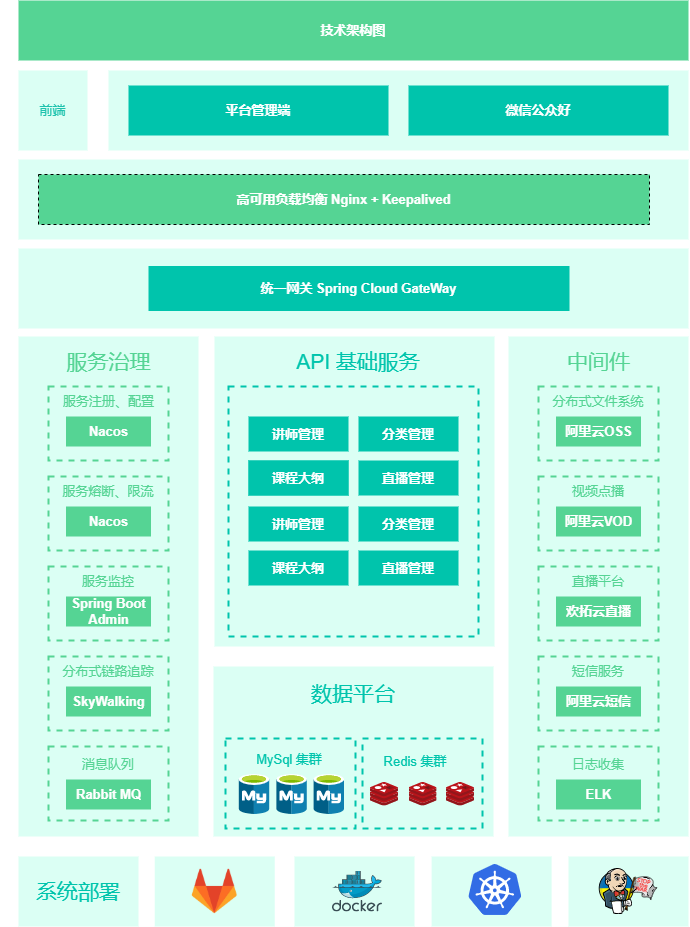 技术架构图
前端
平台管理端
微信公众好
高可用负载均衡 Nginx + Keepalived
统一网关 Spring Cloud GateWay
服务治理
服务注册、配置
Nacos
服务熔断、限流
Nacos
服务监控
Spring Boot
Admin
分布式链路追踪
SkyWalking
消息队列
Rabbit MQ
API 基础服务
讲师管理
分类管理
课程大纲
直播管理
讲师管理
分类管理
课程大纲
直播管理
数据平台
MySql 集群
My
My
My
Redis 集群
中间件
分布式文件系统
阿里云OSS
视频点播
阿里云VOD
直播平台
欢拓云直播
短信服务
阿里云短信
日志收集
ELK
系统部署
docker